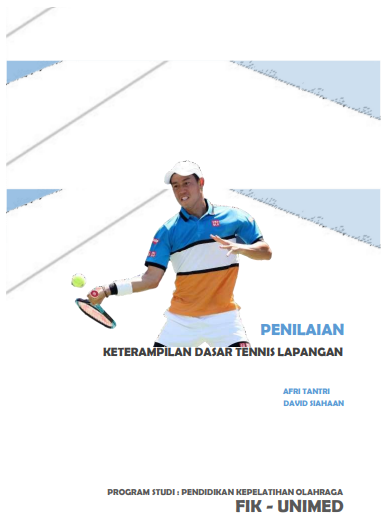 PENILAIAN
KETERAMPILAN DASAR TENNIS LAPANGAN
AFRI TANTRI
DAVID SIAHAAN
PROGRAM STUDI : PENDIDIKAN KEPELATIHAN OLAHRAGA
FIK - UNIMED